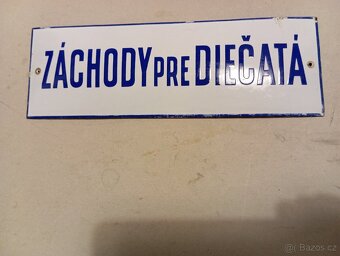 ZÁCHODY PRE DIEČATÁ
© Bazos.cz